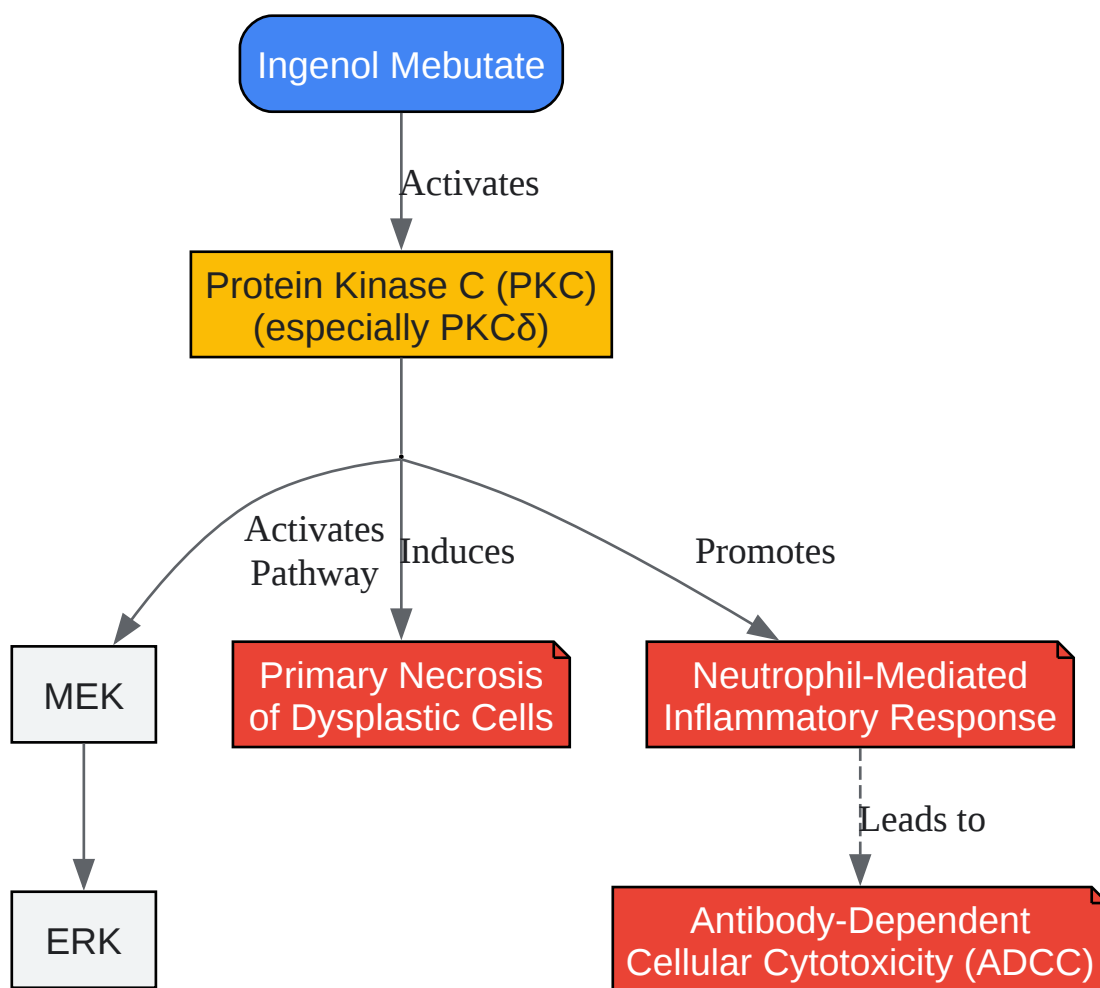 Ingenol Mebutate
Activates
Protein Kinase C (PKC)
(especially PKCδ)
Activates
Pathway
Induces
Promotes
MEK
Primary Necrosis
of Dysplastic Cells
Neutrophil-Mediated
Inflammatory Response
Leads to
ERK
Antibody-Dependent
Cellular Cytotoxicity (ADCC)